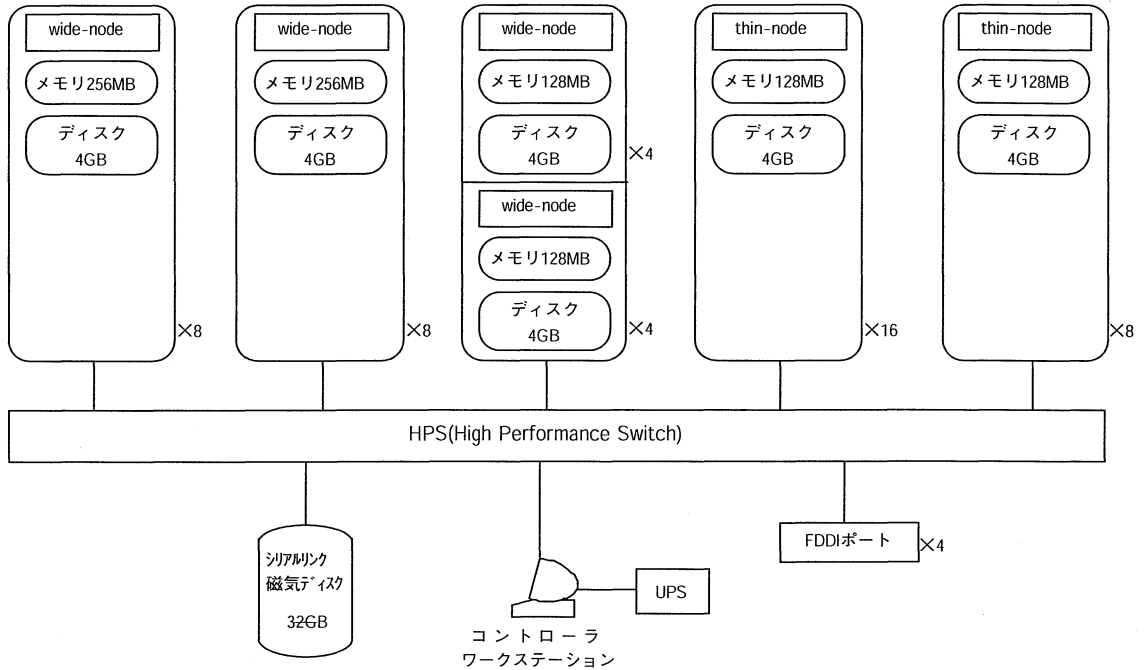 wide-node
メモリ256MB
ディスク
4GB
×8
wide-node
メモリ256MB
ディスク
4GB
×8
wide-node
メモリ128MB
ディスク
4GB
×4
wide-node
メモリ128MB
ディスク
4GB
×4
thin-node
メモリ128MB
ディスク
4GB
×16
thin-node
メモリ128MB
ディスク
4GB
×8
HPS(High Performance Switch)
シリアルリンク
磁気ディスク
32GB
コントローラ
ワークステーション
UPS
FDDIポート
×4